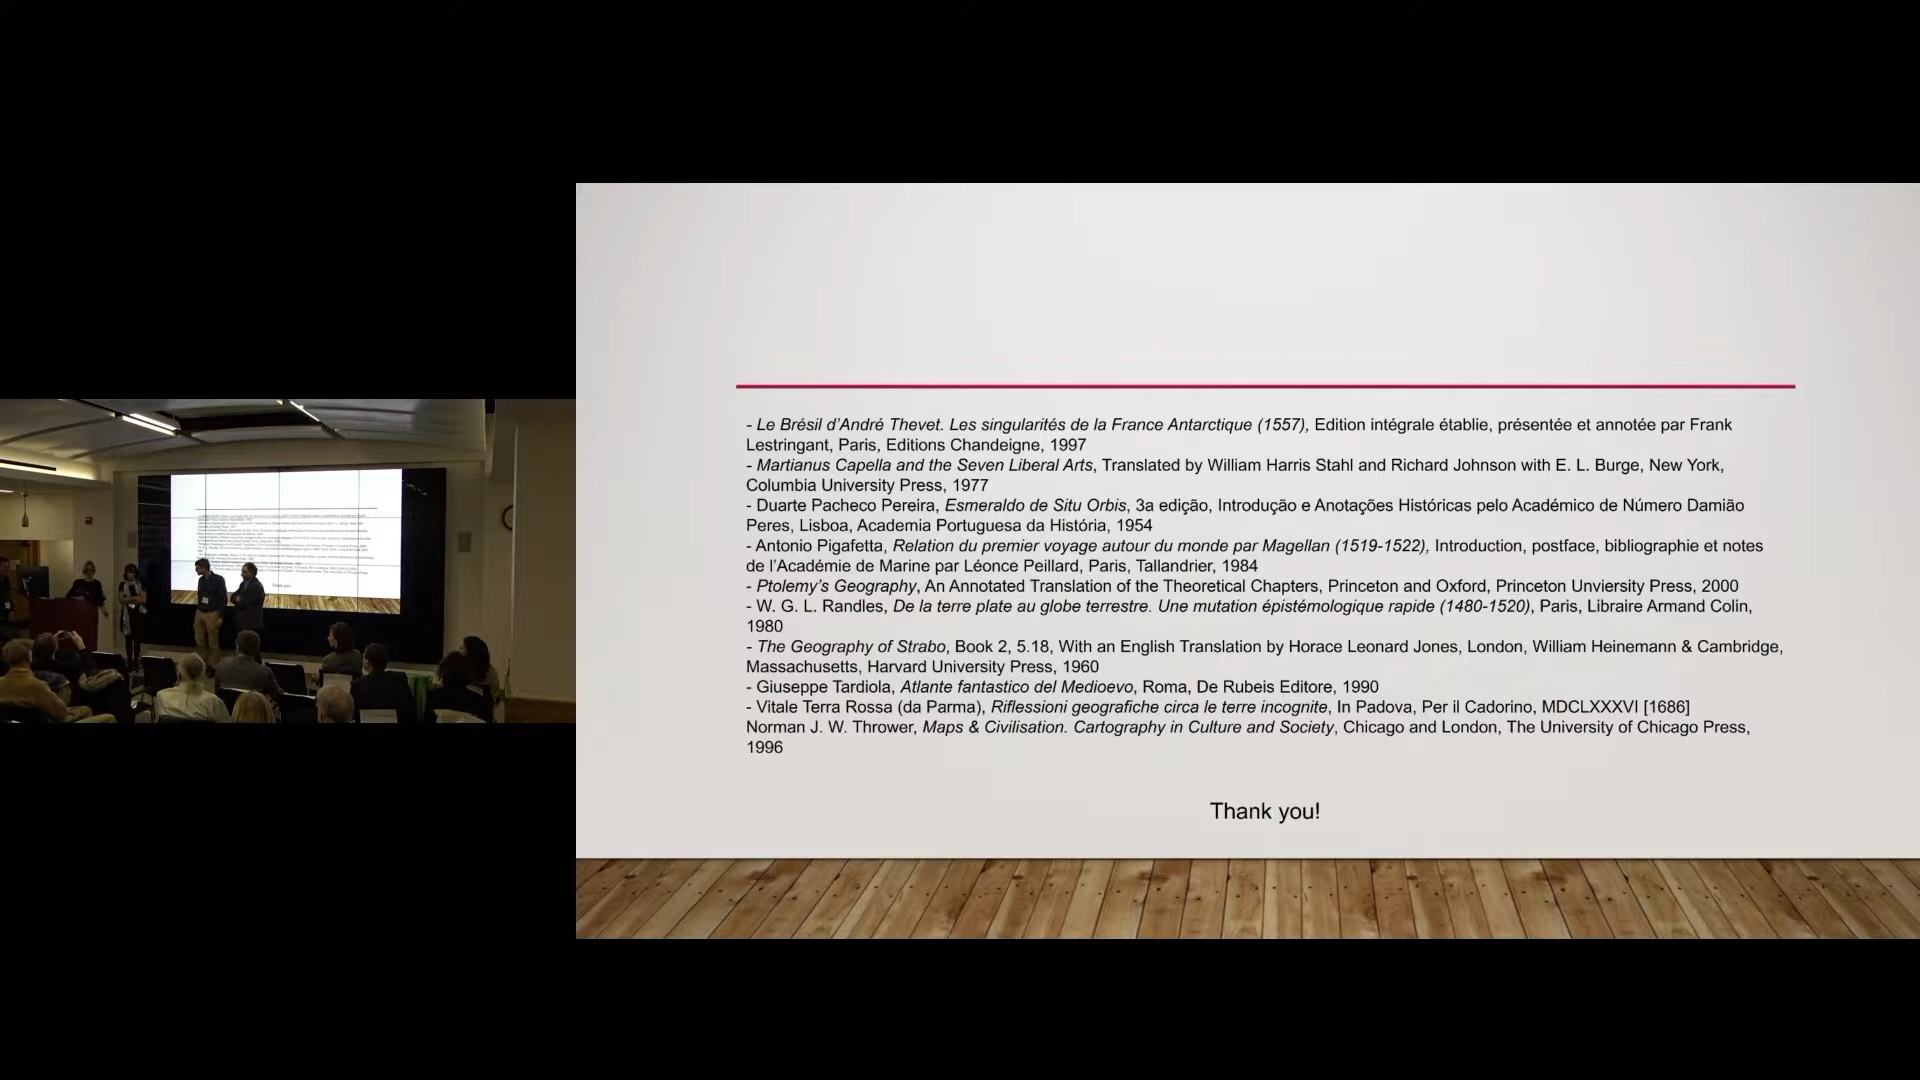 - Le Brésil d’André Thevet. Les singularités de la France Antarctique (1557), Edition intégrale établie, présentée et annotée par Frank
Lestringant, Paris, Editions Chandeigne, 1997
- Martianus Capella and the Seven Liberal Arts, Translated by William Harris Stahl and Richard Johnson with E. L. Burge, New York,
Columbia University Press, 1977
- Duarte Pacheco Pereira, Esmeraldo de Situ Orbis, 3a edição, Introdução e Anotações Históricas pelo Académico de Número Damião
Peres, Lisboa, Academia Portuguesa da História, 1954
- Antonio Pigafetta, Relation du premier voyage autour du monde par Magellan (1519-1522), Introduction, postface, bibliographie et notes
de l’Académie de Marine par Léonce Peillard, Paris, Tallandrier, 1984
- Ptolemy’s Geography, An Annotated Translation of the Theoretical Chapters, Princeton and Oxford, Princeton Unviersity Press, 2000
- W. G. L. Randles, De la terre plate au globe terrestre. Une mutation épistémologique rapide (1480-1520), Paris, Libraire Armand Colin,
1980
- The Geography of Strabo, Book 2, 5.18, With an English Translation by Horace Leonard Jones, London, William Heinemann & Cambridge,
Massachusetts, Harvard University Press, 1960
- Giuseppe Tardiola, Atlante fantastico del Medioevo, Roma, De Rubeis Editore, 1990
- Vitale Terra Rossa (da Parma), Riflessioni geografiche circa le terre incognite, In Padova, Per il Cadorino, MDCLXXXVI [1686]
Norman J. W. Thrower, Maps & Civilisation. Cartography in Culture and Society, Chicago and London, The University of Chicago Press,
1996
Thank you!